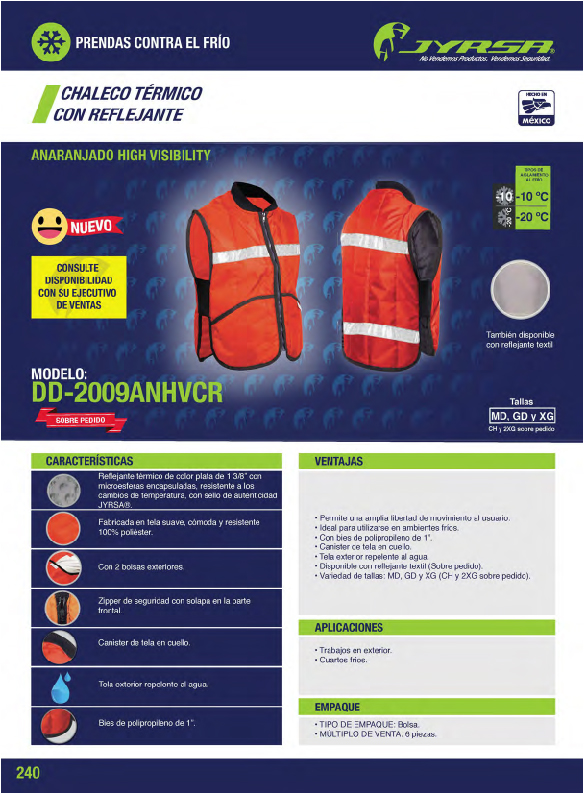 PRENDAS CONTRA EL FRÍO
JYRSA®
No Vendemos Productos. Vendemos Seguridad.
CHALECO TÉRMICO
CON REFLEJANTE
HECHO EN
MÉXICO
ANARANJADO HIGH VISIBILITY
TIPOS DE
AISLAMIENTO
AL FRÍO
-10 -10 °C
-20 °C -20 °C
NUEVO
CONSULTE
DISPONIBILIDAD
CON SU EJECUTIVO
DE VENTAS
También disponible
con reflejante textil
MODELO:
DD-2009ANHVCR
SOBRE PEDIDO
Tallas
MD, GD y XG
CH y 2XG sobre pedido
CARACTERÍSTICAS
Reflejante térmico de color plata de 1 3/8" con
microesferas encapsuladas, resistente a los
cambios de temperatura, con sello de autenticidad
JYRSA®.
Fabricada en tela suave, cómoda y resistente
100% poliéster.
Con 2 bolsas exteriores.
Zipper de seguridad con solapa en la parte
frontal.
Canister de tela en cuello.
Tela exterior repelente al agua.
Bies de polipropileno de 1".
VENTAJAS
• Permite una amplia libertad de movimiento al usuario.
• Ideal para utilizarse en ambientes fríos.
• Con bies de polipropileno de 1".
• Canister de tela en cuello.
• Tela exterior repelente al agua.
• Disponible con reflejante textil (Sobre pedido).
• Variedad de tallas: MD, GD y XG (CH y 2XG sobre pedido).
APLICACIONES
• Trabajos en exterior.
• Cuartos fríos.
EMPAQUE
• TIPO DE EMPAQUE: Bolsa.
• MÚLTIPLO DE VENTA: 6 piezas.
240